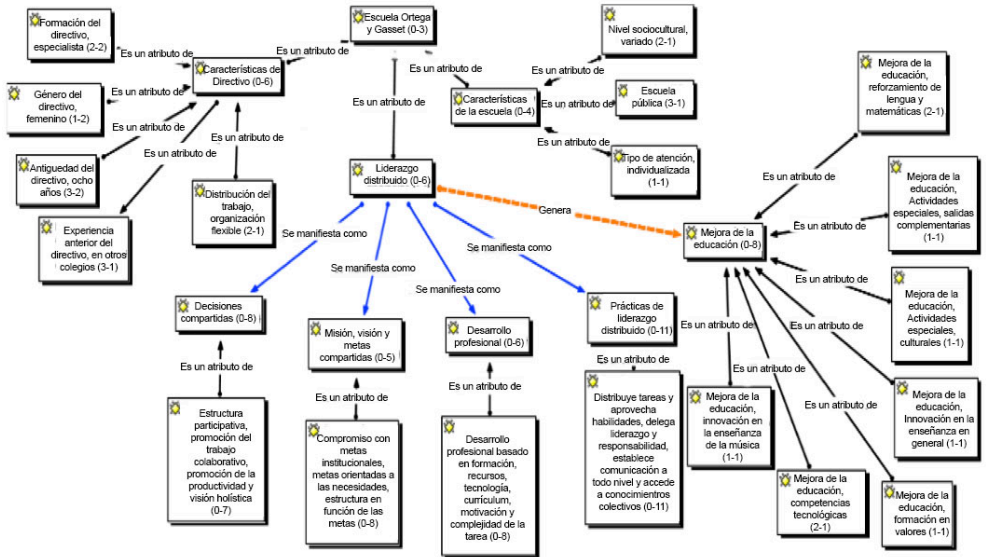 Formación del
directivo,
especialista (2-2)
Es un atributo de
Escuela Ortega
y Gasset (0-3)
Es un atributo de
Características de
Directivo (0-6)
Género del
directivo,
femenino (1-2)
Es un atributo de
Es un atributo de
Antiguedad del
directivo, ocho
años (3-2)
Es un atributo de
Experiencia
anterior del
directivo, en otros
colegios (3-1)
Es un atributo de
Distribución del
trabajo,
organización
flexible (2-1)
Es un atributo de
Es un atributo de
Características
de la escuela (0-4)
Es un atributo de
Nivel sociocultural,
variado (2-1)
Es un atributo de
Escuela
pública (3-1)
Es un atributo de
Tipo de atención,
individualizada
(1-1)
Liderazgo
distribuido (0-6)
Genera
Mejora de la
educación (0-8)
Se manifiesta como
Se manifiesta como
Se manifiesta como
Se manifiesta como
Decisiones
compartidas (0-8)
Misión, visión y
metas
compartidas
(0-5)
Desarrollo
profesional (0-6)
Prácticas de
liderazgo
distribuido (0-11)
Es un atributo de
Es un atributo de
Es un atributo de
Es un atributo de
Estructura
participativa,
promoción del
trabajo
colaborativo,
promoción de la
productividad y
visión holística
(0-7)
Compromiso con
metas
institucionales,
metas orientadas a
las necesidades,
estructura en
función de las
metas (0-8)
Desarrollo
profesional basado
en formación,
recursos,
tecnología,
currículum,
motivación y
complejidad de la
tarea (0-8)
Distribuye tareas y
aprovecha
habilidades, delega
liderazgo y
responsabilidad,
establece
comunicación a
todo nivel y accede
a conocimientros
colectivos (0-11)
Mejora de la
educación,
reforzamiento de
lengua y
matemáticas (2-1)
Es un atributo de
Mejora de la
educación,
Actividades
especiales, salidas
complementarias
(1-1)
Es un atributo de
Mejora de la
educación,
Actividades
especiales,
culturales (1-1)
Es un atributo de
Mejora de la
educación,
Innovación en la
enseñanza en
general (1-1)
Es un atributo de
Mejora de la
educación,
formación en
valores (1-1)
Es un atributo de
Mejora de la
educación,
competencias
tecnológicas
(2-1)
Es un atributo de
Mejora de la
educación,
innovación en
la enseñanza
de la música
(1-1)
Es un atributo de